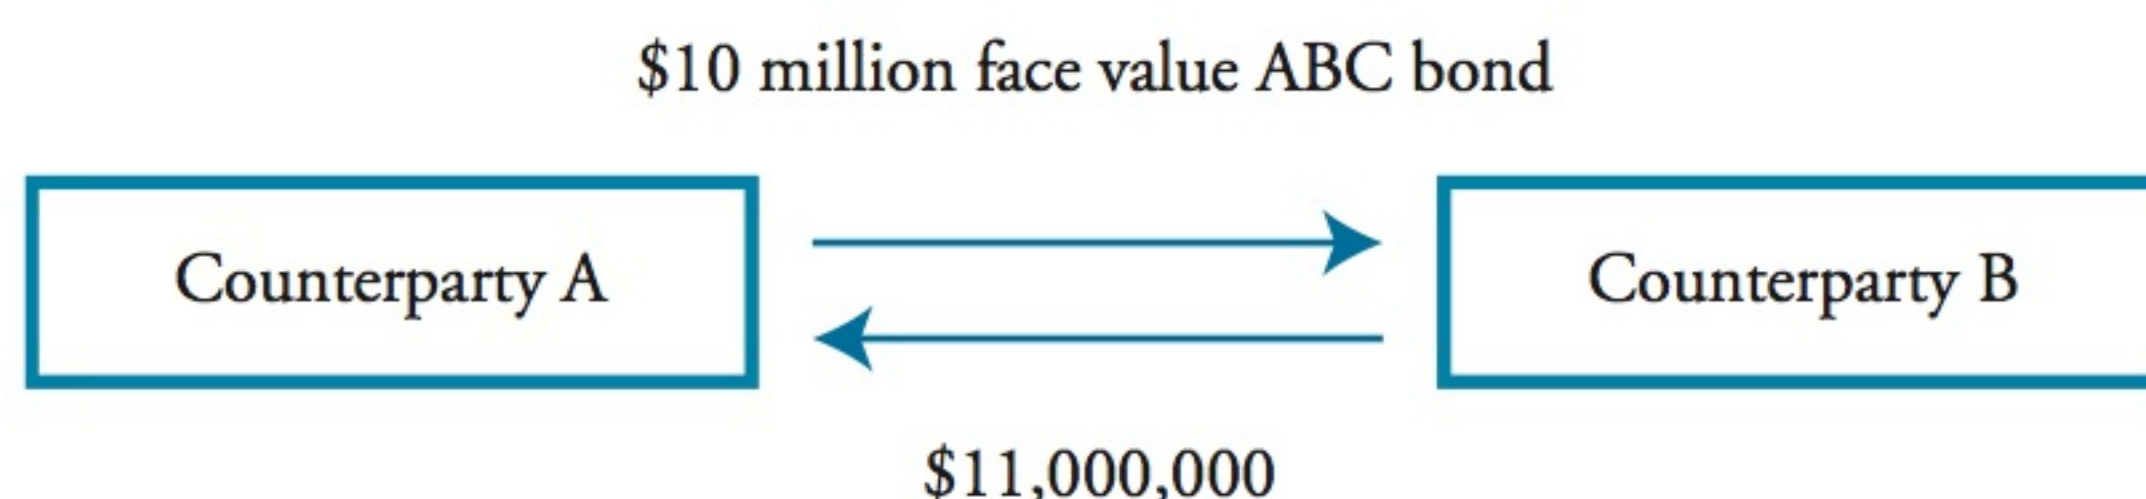 $10 million face value ABC bond
Counterparty A
Counterparty B
$11,000,000